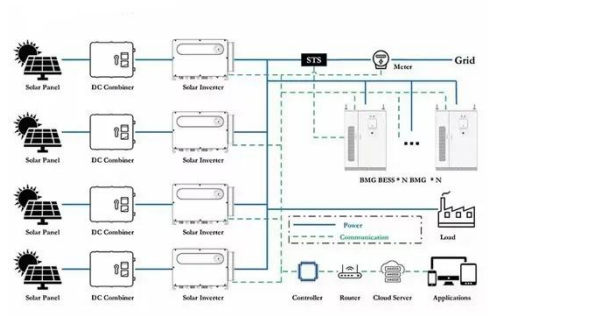 STS
Meter
Grid
Solar Panel
DC Combiner
Solar Inverter
Solar Panel
DC Combiner
Solar Inverter
BMG BESS * N BMG * N
Solar Panel
DC Combiner
Solar Inverter
Power
Communication
Load
Solar Panel
DC Combiner
Solar Inverter
Controller
Router
Cloud Server
Applications